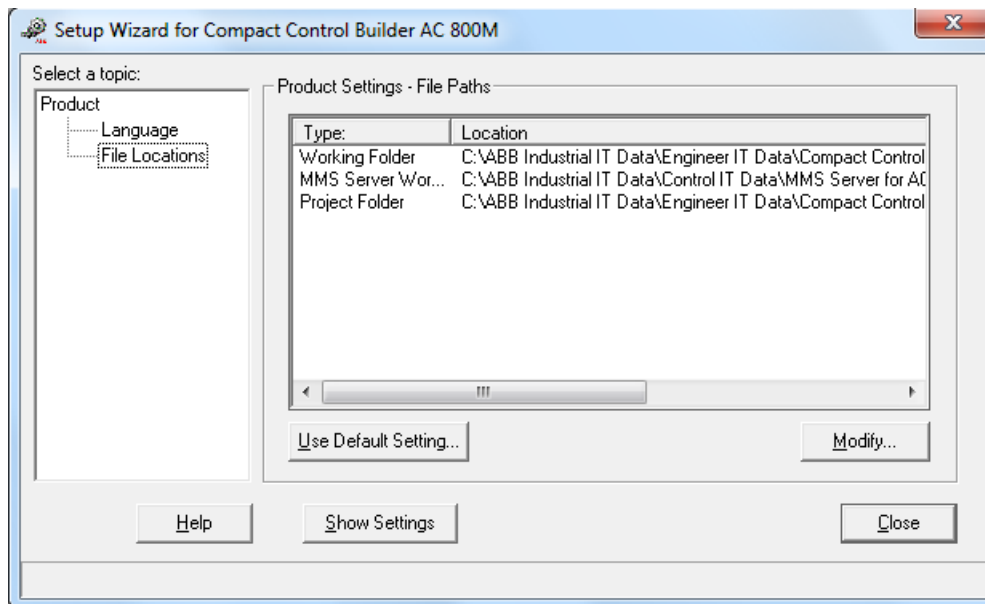 Setup Wizard for Compact Control Builder AC 800M
Select a topic:
Product
Language
File Locations
Product Settings - File Paths
Type: Location
Working Folder C:\ABB Industrial IT Data\Engineer IT Data\Compact Control
MMS Server Wor... C:\ABB Industrial IT Data\Control IT Data\MMS Server for AC
Project Folder C:\ABB Industrial IT Data\Engineer IT Data\Compact Control
Use Default Setting... Modify...
Help Show Settings Close